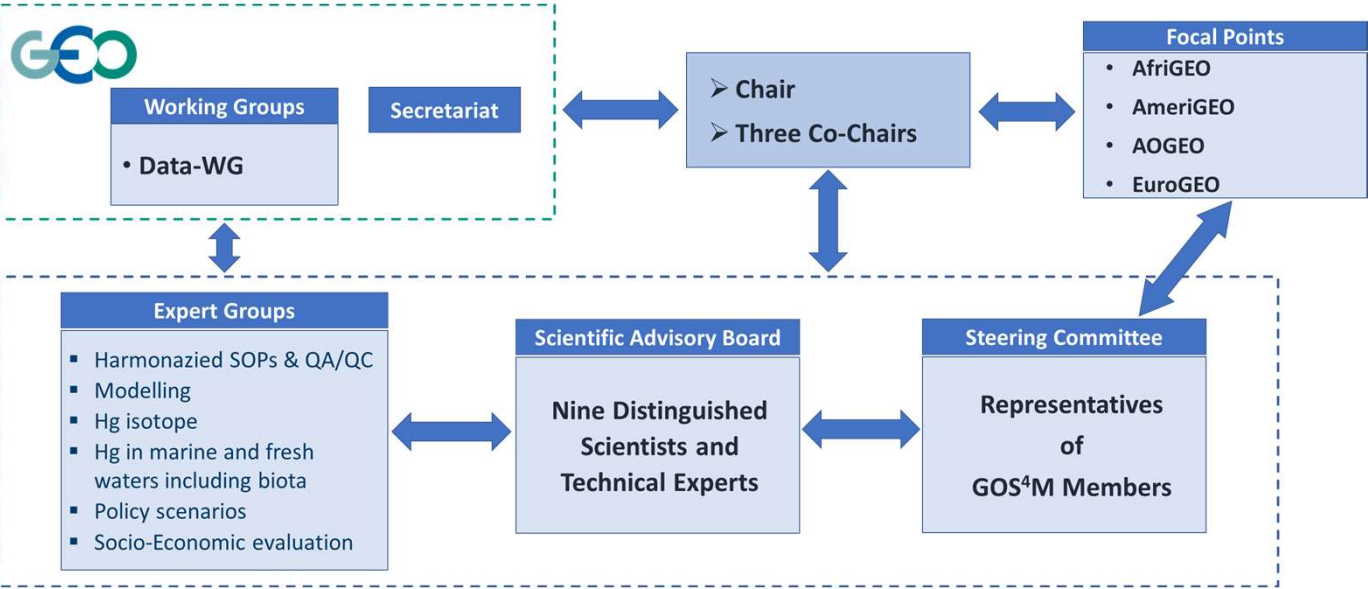 GEO
Working Groups
• Data-WG
Secretariat
➢ Chair
➢ Three Co-Chairs
Focal Points
• AfriGEO
• AmeriGEO
• AOGEO
• EuroGEO
Expert Groups
▪ Harmonazied SOPs & QA/QC
▪ Modelling
▪ Hg isotope
▪ Hg in marine and fresh
waters including biota
▪ Policy scenarios
▪ Socio-Economic evaluation
Scientific Advisory Board
Nine Distinguished
Scientists and
Technical Experts
Steering Committee
Representatives
of
GOS⁴M Members